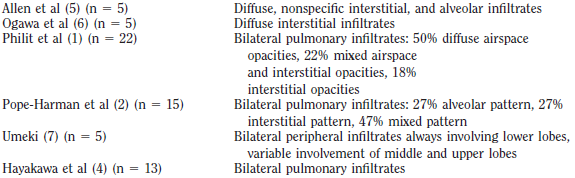 Allen et al (5) (n = 5) Diffuse, nonspecific interstitial, and alveolar infiltrates
Ogawa et al (6) (n = 5) Diffuse interstitial infiltrates
Philit et al (1) (n = 22) Bilateral pulmonary infiltrates: 50% diffuse airspace
opacities, 22% mixed airspace
and interstitial opacities, 18%
interstitial opacities
Pope-Harman et al (2) (n = 15) Bilateral pulmonary infiltrates: 27% alveolar pattern, 27%
interstitial pattern, 47% mixed pattern
Umeki (7) (n = 5) Bilateral peripheral infiltrates always involving lower lobes,
variable involvement of middle and upper lobes
Hayakawa et al (4) (n = 13) Bilateral pulmonary infiltrates